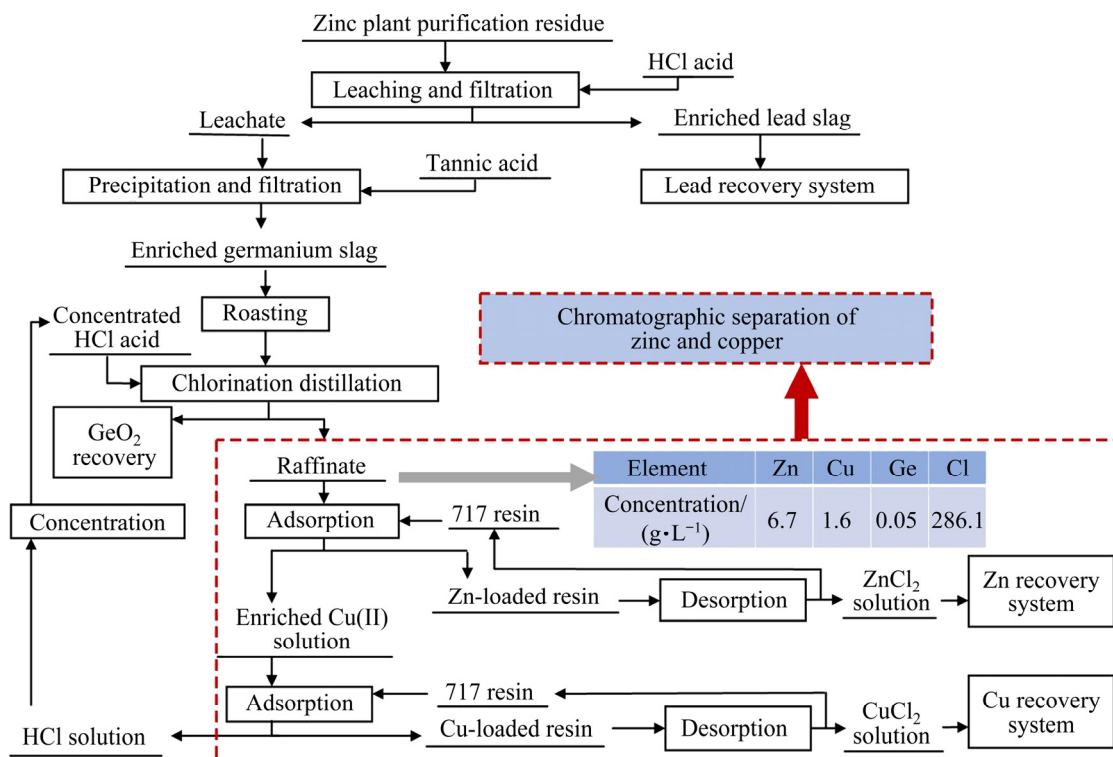 Zinc plant purification residue
HCl acid
Leaching and filtration
Leachate
Enriched lead slag
Tannic acid
Precipitation and filtration
Lead recovery system
Enriched germanium slag
Roasting
Concentrated
HCl acid
Chromatographic separation of
zinc and copper
Chlorination distillation
GeO₂
recovery
Raffinate
Element Zn Cu Ge Cl
Concentration/
(g•L⁻¹) 6.7 1.6 0.05 286.1
Concentration
Adsorption
717 resin
Zn-loaded resin
Desorption
ZnCl₂
solution
Zn recovery
system
Enriched Cu(II)
solution
Adsorption
717 resin
HCl solution
Cu-loaded resin
Desorption
CuCl₂
solution
Cu recovery
system